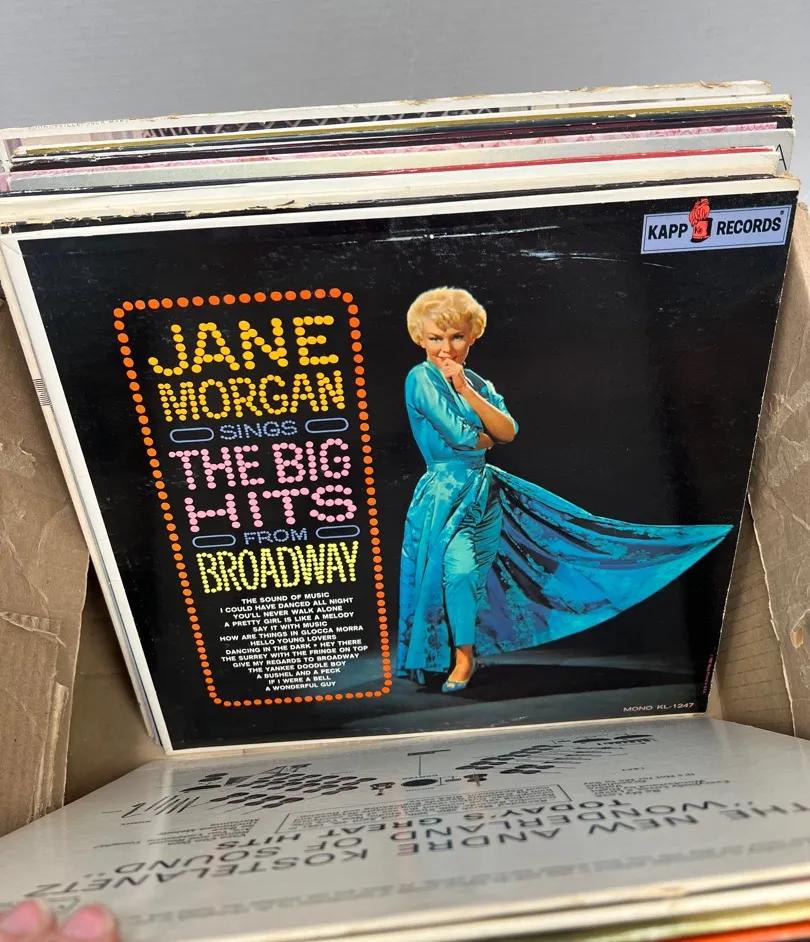 KAPP RECORDS
JANE
MORGAN
SINGS
THE BIG
HITS
FROM
BROADWAY
THE SOUND OF MUSIC
I COULD HAVE DANCED ALL NIGHT
YOU'LL NEVER WALK ALONE
A PRETTY GIRL IS LIKE A MELODY
SAY IT WITH MUSIC
HOW ARE THINGS IN GLOCCA MORRA
HELLO YOUNG LOVERS
DANCING IN THE DARK • HEY THERE
THE SURREY WITH THE FRINGE ON TOP
GIVE MY REGARDS TO BROADWAY
THE YANKEE DOODLE BOY
A BUSHEL AND A PECK
IF I WERE A BELL
A WONDERFUL GUY
MONO KL-1247
THE NEW ANDRE KOSTELANETZ
"WONDERLAND OF SOUND"
TODAY'S GREAT HITS